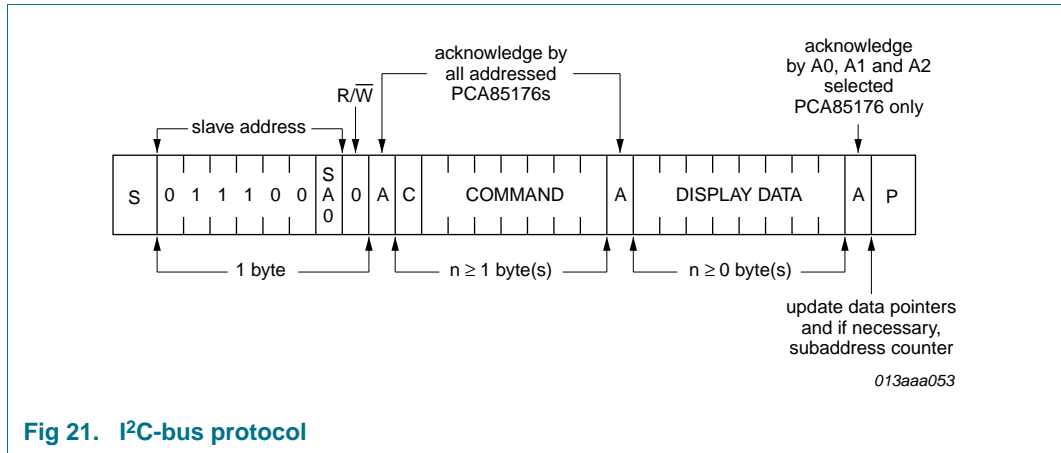 acknowledge by
all addressed
PCA85176s
acknowledge
by A0, A1 and A2
selected
PCA85176 only
R/W̅
slave address
S 0 1 1 1 0 0 SA0 0 A C COMMAND A DISPLAY DATA A P
1 byte
n ≥ 1 byte(s)
n ≥ 0 byte(s)
update data pointers
and if necessary,
subaddress counter
013aaa053
Fig 21. I²C-bus protocol